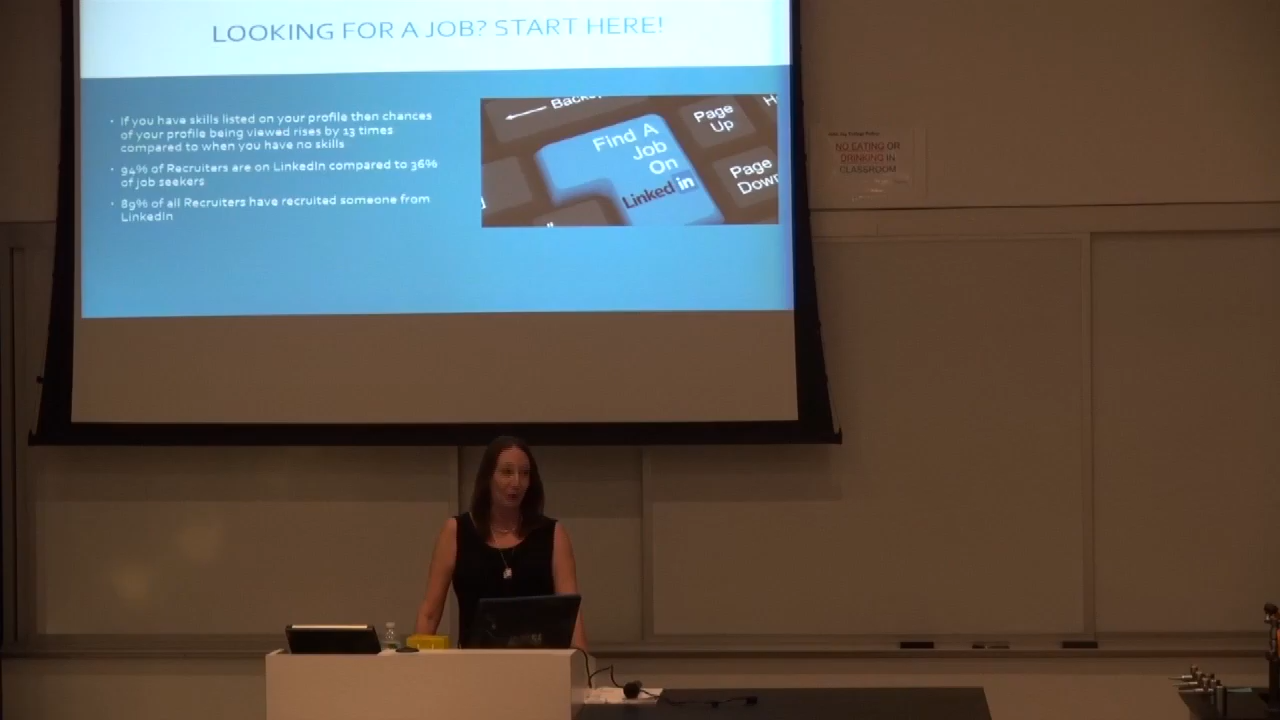 LOOKING FOR A JOB? START HERE!
If you have skills listed on your profile then chances
of your profile being viewed rises by 13 times
compared to when you have no skills
94% of Recruiters are on LinkedIn compared to 36%
of job seekers
89% of all Recruiters have recruited someone from
LinkedIn
Page
Up
H
Find A
Job
On
Linked in
Page
Down
NO EATING OR
DRINKING IN
CLASSROOM